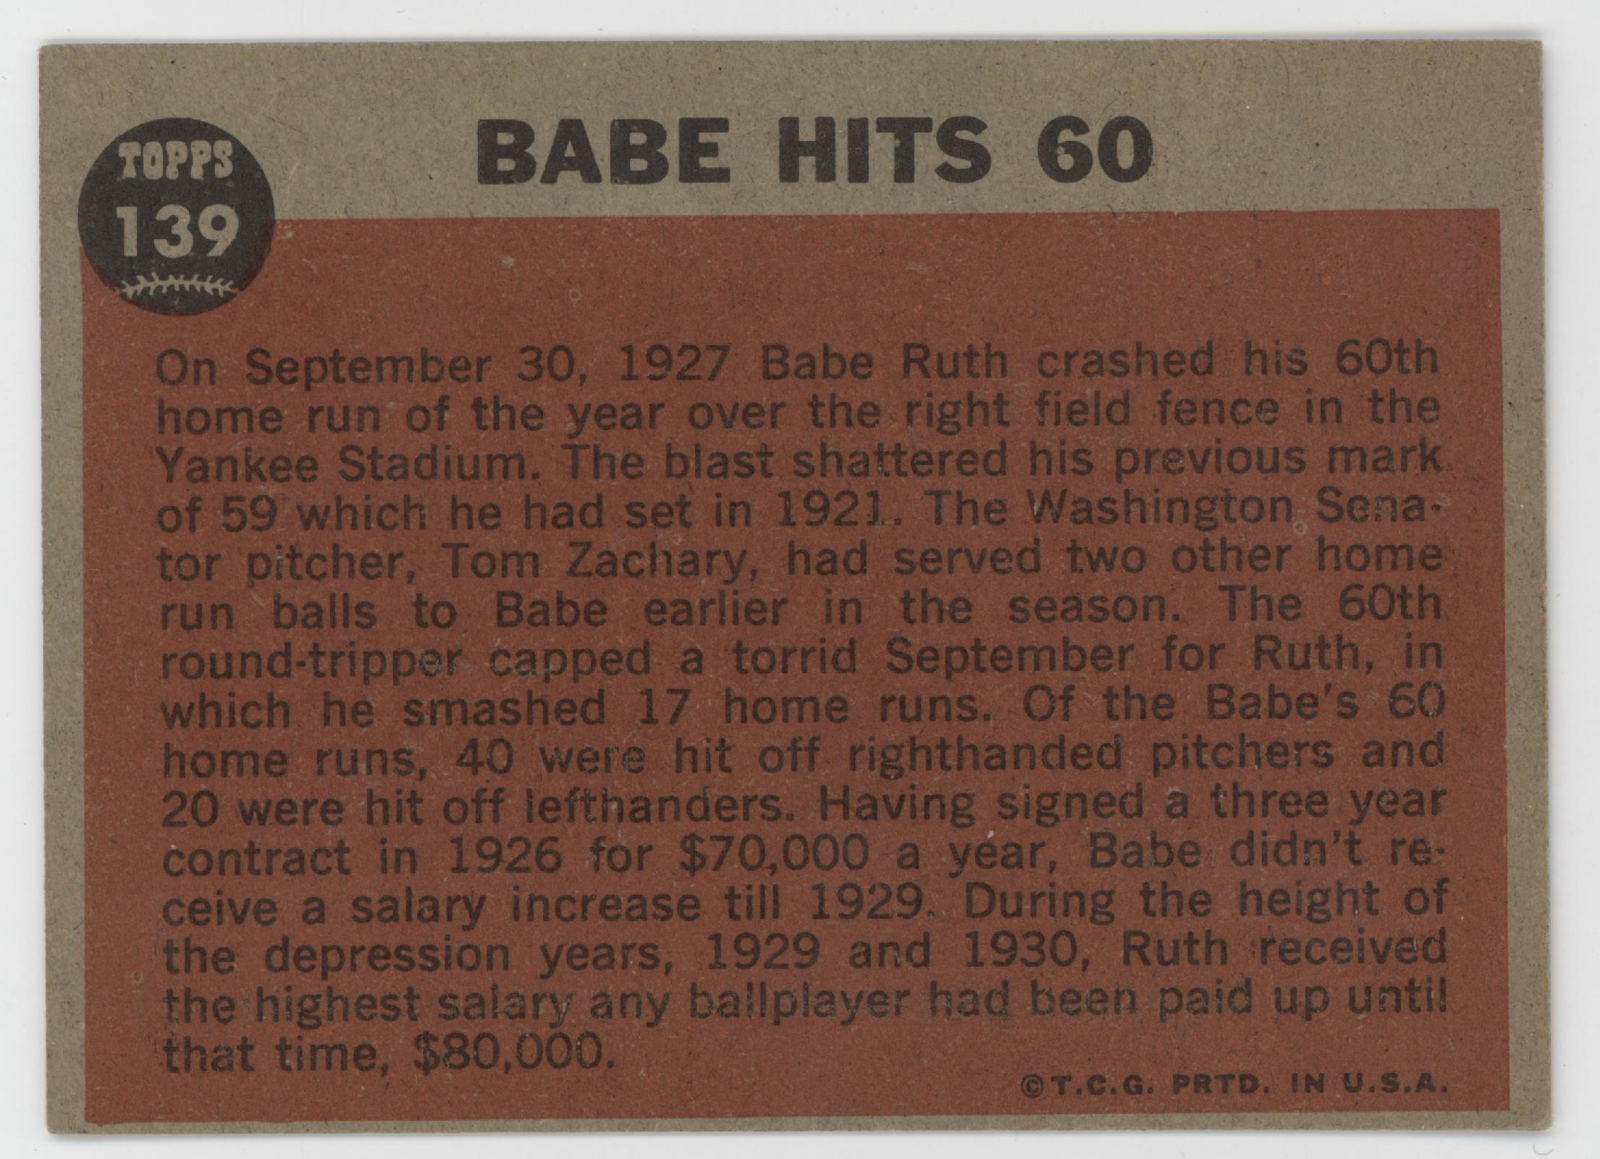 BABE HITS 60
TOPPS
139
On September 30, 1927 Babe Ruth crashed his 60th
home run of the year over the right field fence in the
Yankee Stadium. The blast shattered his previous mark
of 59 which he had set in 1921. The Washington Sena-
tor pitcher, Tom Zachary, had served two other home
run balls to Babe earlier in the season. The 60th
round-tripper capped a torrid September for Ruth, in
which he smashed 17 home runs. Of the Babe's 60
home runs, 40 were hit off righthanded pitchers and
20 were hit off lefthanders. Having signed a three year
contract in 1926 for $70,000 a year, Babe didn't re-
ceive a salary increase till 1929. During the height of
the depression years, 1929 and 1930, Ruth received
the highest salary any ballplayer had been paid up until
that time, $80,000.
©T.C.G. PRTD. IN U.S.A.